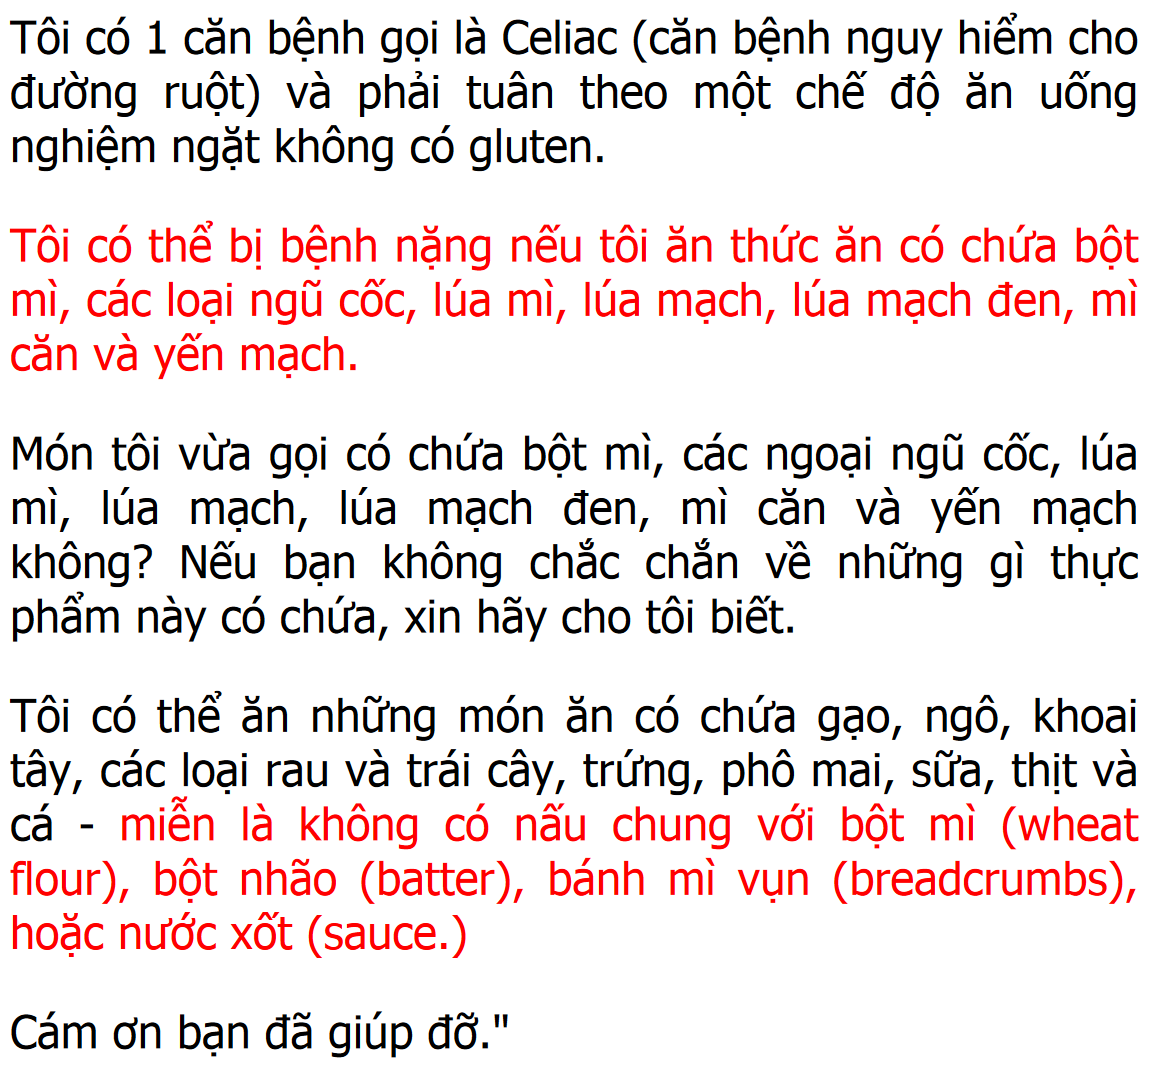 Tôi có 1 căn bệnh gọi là Celiac (căn bệnh nguy hiểm cho
đường ruột) và phải tuân theo một chế độ ăn uống
nghiệm ngặt không có gluten.
Tôi có thể bị bệnh nặng nếu tôi ăn thức ăn có chứa bột
mì, các loại ngũ cốc, lúa mì, lúa mạch, lúa mạch đen, mì
căn và yến mạch.
Món tôi vừa gọi có chứa bột mì, các ngoại ngũ cốc, lúa
mì, lúa mạch, lúa mạch đen, mì căn và yến mạch
không? Nếu bạn không chắc chắn về những gì thực
phẩm này có chứa, xin hãy cho tôi biết.
Tôi có thể ăn những món ăn có chứa gạo, ngô, khoai
tây, các loại rau và trái cây, trứng, phô mai, sữa, thịt và
cá - miễn là không có nấu chung với bột mì (wheat
flour), bột nhão (batter), bánh mì vụn (breadcrumbs),
hoặc nước xốt (sauce.)
Cám ơn bạn đã giúp đỡ."